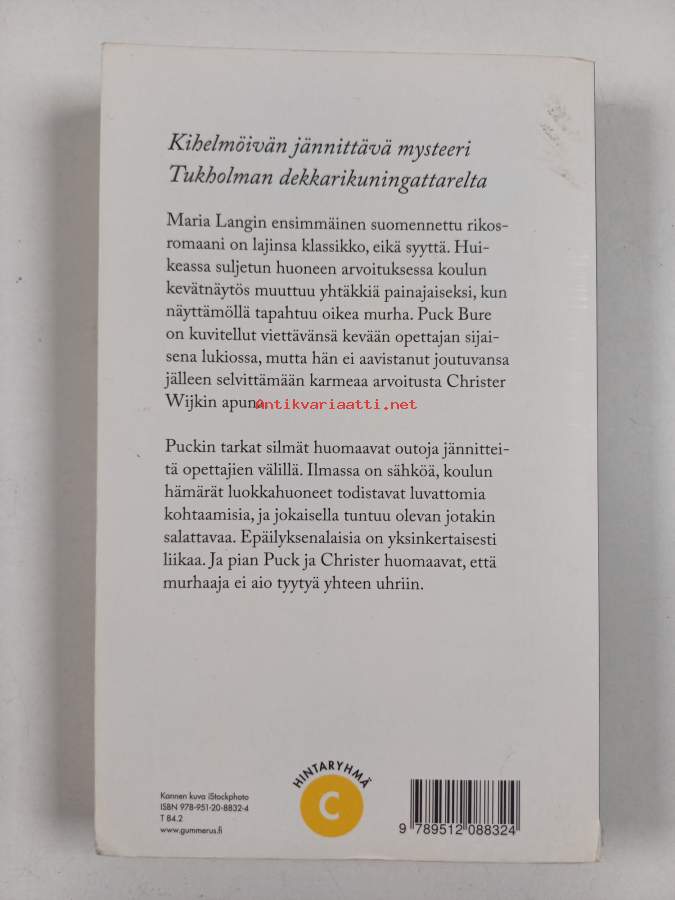 Kihelmöivän jännittävä mysteeri
Tukholman dekkarikuningattarelta
Maria Langin ensimmäinen suomennettu rikos-
romaani on lajinsa klassikko, eikä syyttä. Hui-
keassa suljetun huoneen arvoituksessa koulun
kevätnäytös muuttuu yhtäkkiä painajaiseksi, kun
näyttämöllä tapahtuu oikea murha. Puck Bure
on kuvitellut viettävänsä kevään opettajan sijai-
sena lukiossa, mutta hän ei aavistanut joutuvansa
jälleen selvittämään karmeaa arvoitusta Christer
Wijkin apuna.
Antikvariaatti.net
Puckin tarkat silmät huomaavat outoja jännittei-
tä opettajien välillä. Ilmassa on sähköä, koulun
hämärät luokkahuoneet todistavat luvattomia
kohtaamisia, ja jokaisella tuntuu olevan jotakin
salattavaa. Epäilyksenalaisia on yksinkertaisesti
liikaa. Ja pian Puck ja Christer huomaavat, että
murhaaja ei aio tyytyä yhteen uhriin.
HINTARYHMÄ
C
Kannen kuva iStockphoto
ISBN 978-951-20-8832-4
T 84.2
www.gummerus.fi
9 789512 088324